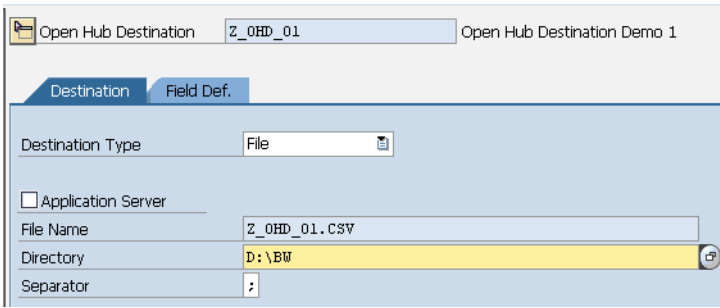 Open Hub Destination Z_OHD_01 Open Hub Destination Demo 1
Destination Field Def.
Destination Type File
Application Server
File Name Z_OHD_01.CSV
Directory D:\BW
Separator ;